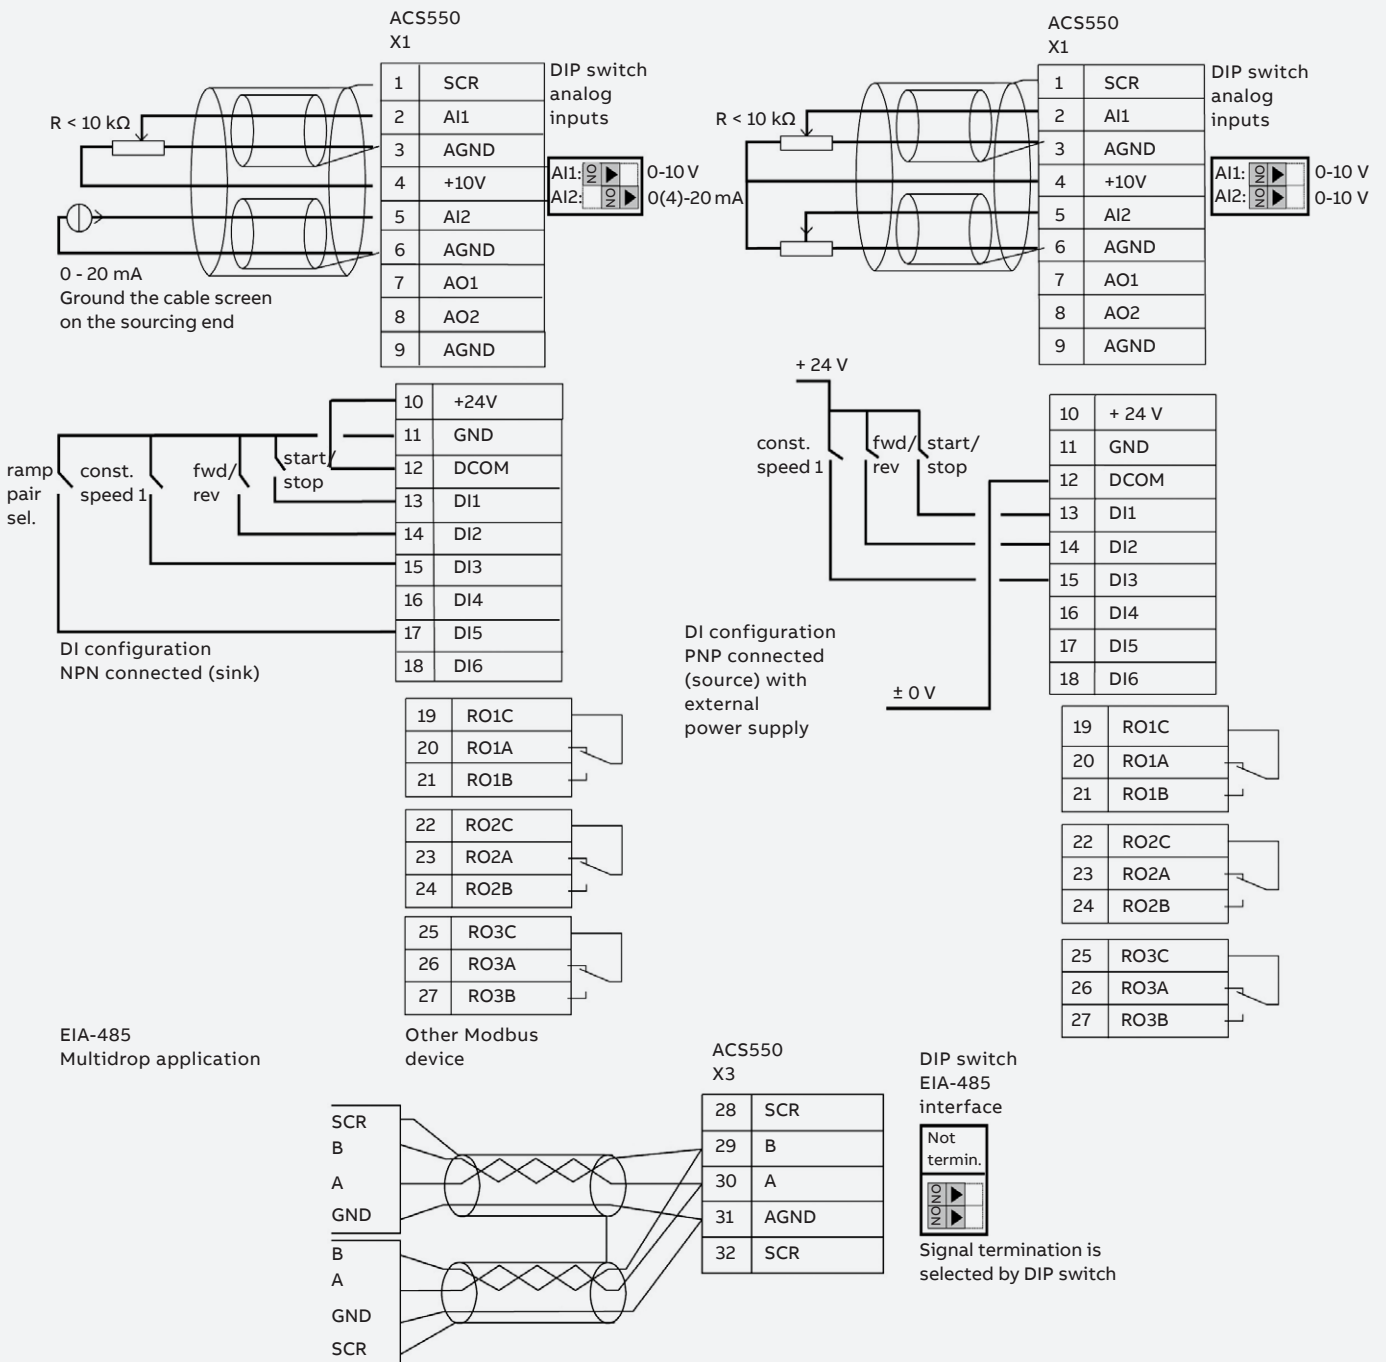 ACS550
X1
1 SCR
2 AI1
3 AGND
4 +10V
5 AI2
6 AGND
7 AO1
8 AO2
9 AGND
DIP switch
analog
inputs
AI1: ON 0-10 V
AI2: ON 0(4)-20 mA
R < 10 kΩ
0 - 20 mA
Ground the cable screen
on the sourcing end
10 +24V
11 GND
12 DCOM
13 DI1
14 DI2
15 DI3
16 DI4
17 DI5
18 DI6
ramp
pair
sel.
const.
speed 1
fwd/
rev
start/
stop
DI configuration
NPN connected (sink)
19 RO1C
20 RO1A
21 RO1B
22 RO2C
23 RO2A
24 RO2B
25 RO3C
26 RO3A
27 RO3B
ACS550
X1
1 SCR
2 AI1
3 AGND
4 +10V
5 AI2
6 AGND
7 AO1
8 AO2
9 AGND
DIP switch
analog
inputs
AI1: ON 0-10 V
AI2: ON 0-10 V
R < 10 kΩ
+ 24 V
const.
speed 1
fwd/
rev
start/
stop
10 + 24 V
11 GND
12 DCOM
13 DI1
14 DI2
15 DI3
16 DI4
17 DI5
18 DI6
DI configuration
PNP connected
(source) with
external
power supply
± 0 V
19 RO1C
20 RO1A
21 RO1B
22 RO2C
23 RO2A
24 RO2B
25 RO3C
26 RO3A
27 RO3B
EIA-485
Multidrop application
Other Modbus
device
SCR
B
A
GND
B
A
GND
SCR
ACS550
X3
28 SCR
29 B
30 A
31 AGND
32 SCR
DIP switch
EIA-485
interface
Not
termin.
ON
ON
Signal termination is
selected by DIP switch